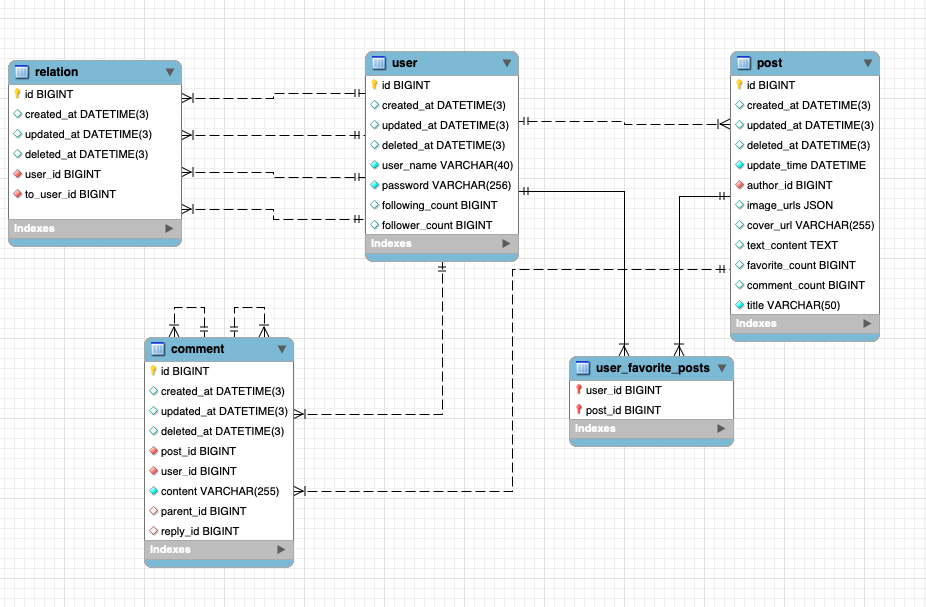 relation
id BIGINT
created_at DATETIME(3)
updated_at DATETIME(3)
deleted_at DATETIME(3)
user_id BIGINT
to_user_id BIGINT
Indexes
user
id BIGINT
created_at DATETIME(3)
updated_at DATETIME(3)
deleted_at DATETIME(3)
user_name VARCHAR(40)
password VARCHAR(256)
following_count BIGINT
follower_count BIGINT
Indexes
post
id BIGINT
created_at DATETIME(3)
updated_at DATETIME(3)
deleted_at DATETIME(3)
update_time DATETIME
author_id BIGINT
image_urls JSON
cover_url VARCHAR(255)
text_content TEXT
favorite_count BIGINT
comment_count BIGINT
title VARCHAR(50)
Indexes
comment
id BIGINT
created_at DATETIME(3)
updated_at DATETIME(3)
deleted_at DATETIME(3)
post_id BIGINT
user_id BIGINT
content VARCHAR(255)
parent_id BIGINT
reply_id BIGINT
Indexes
user_favorite_posts
user_id BIGINT
post_id BIGINT
Indexes